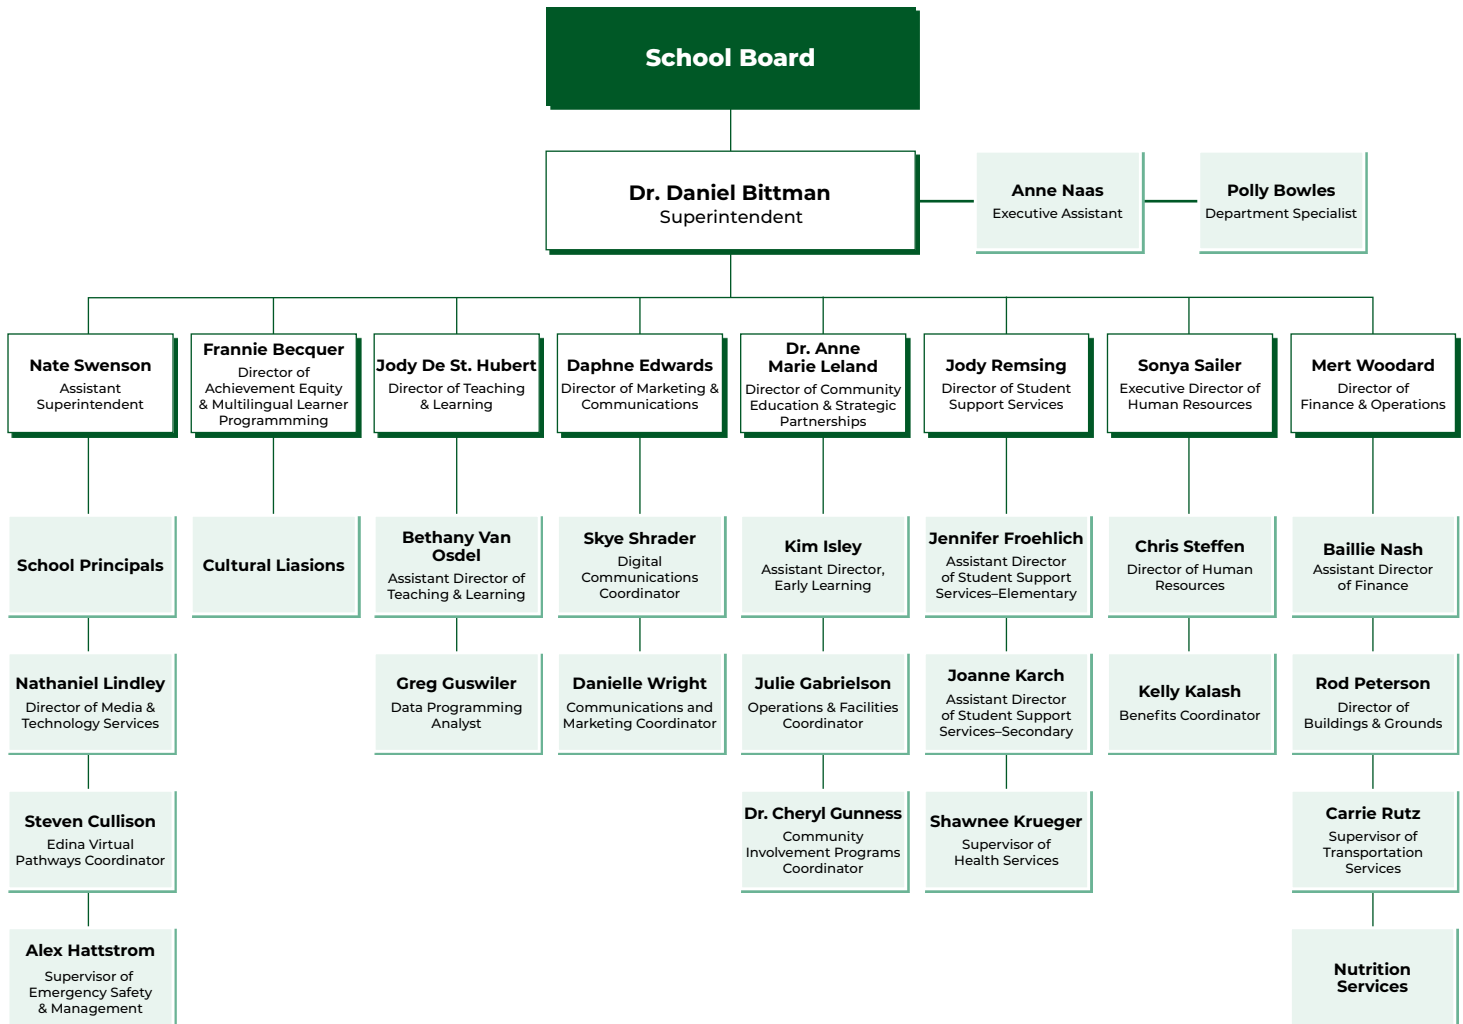 School Board
Dr. Daniel Bittman
Superintendent
Anne Naas
Executive Assistant
Polly Bowles
Department Specialist
Nate Swenson
Assistant
Superintendent
Frannie Becquer
Director of
Achievement Equity
& Multilingual Learner
Programmming
Jody De St. Hubert
Director of Teaching
& Learning
Daphne Edwards
Director of Marketing &
Communications
Dr. Anne
Marie Leland
Director of Community
Education & Strategic
Partnerships
Jody Remsing
Director of Student
Support Services
Sonya Sailer
Executive Director of
Human Resources
Mert Woodard
Director of
Finance & Operations
School Principals
Cultural Liasions
Bethany Van
Osdel
Assistant Director of
Teaching & Learning
Skye Shrader
Digital
Communications
Coordinator
Kim Isley
Assistant Director,
Early Learning
Jennifer Froehlich
Assistant Director
of Student Support
Services–Elementary
Chris Steffen
Director of Human
Resources
Baillie Nash
Assistant Director
of Finance
Nathaniel Lindley
Director of Media &
Technology Services
Greg Guswiler
Data Programming
Analyst
Danielle Wright
Communications and
Marketing Coordinator
Julie Gabrielson
Operations & Facilities
Coordinator
Joanne Karch
Assistant Director
of Student Support
Services–Secondary
Kelly Kalash
Benefits Coordinator
Rod Peterson
Director of
Buildings & Grounds
Steven Cullison
Edina Virtual
Pathways Coordinator
Dr. Cheryl Gunness
Community
Involvement Programs
Coordinator
Shawnee Krueger
Supervisor of
Health Services
Carrie Rutz
Supervisor of
Transportation
Services
Alex Hattstrom
Supervisor of
Emergency Safety
& Management
Nutrition
Services